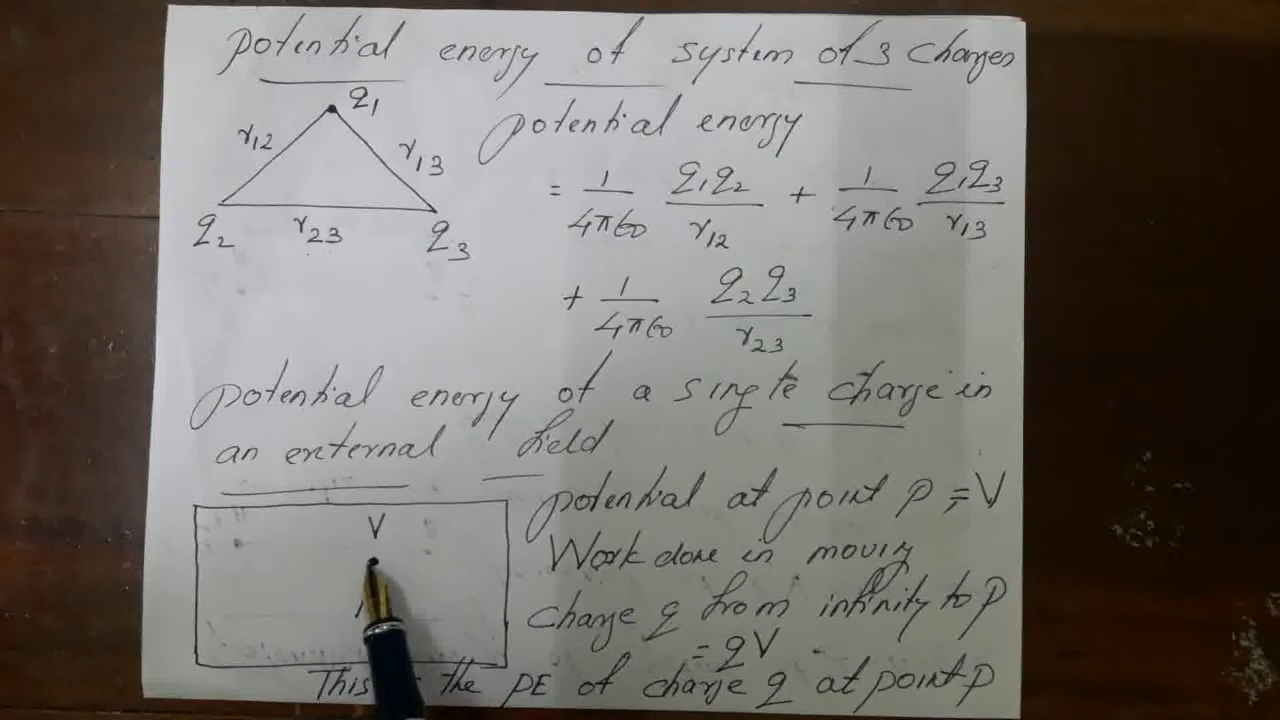 potential energy of system of 3 charges
q₁
r₁₂
r₁₃
q₂
r₂₃
q₃
potential energy
= 1/4πϵ₀ q₁q₂/r₁₂ + 1/4πϵ₀ q₁q₃/r₁₃
+ 1/4πϵ₀ q₂q₃/r₂₃
potential energy of a single charge in
an external field
V
potential at point P = V
Work done in moving
charge q from infinity to P
= qV
This the PE of charge q at point P